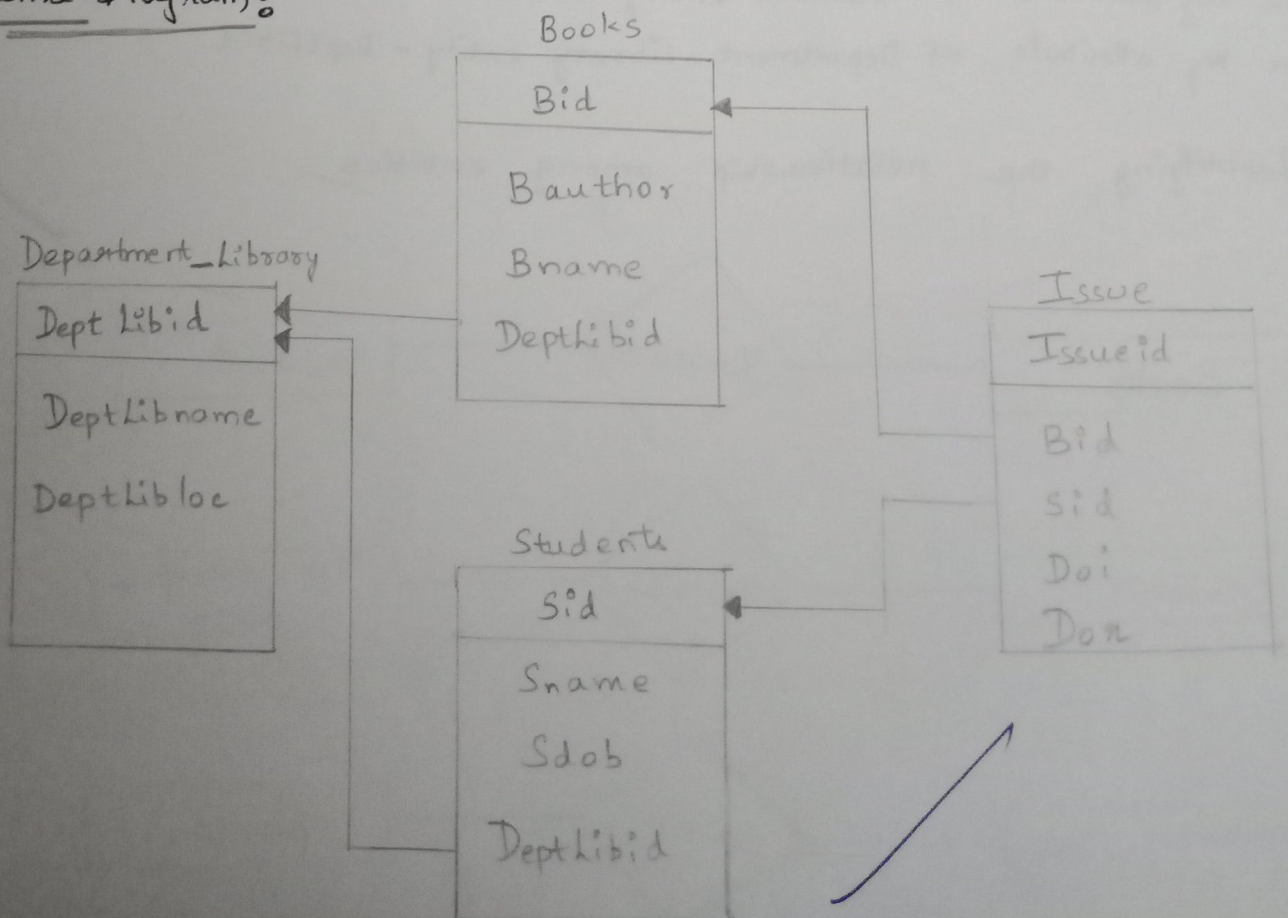 Diagram:
Books
Bid
Bauthor
Bname
DeptLibid
Department_Library
Dept Libid
DeptLibname
DeptLibloc
Issue
Issueid
Bid
Sid
Doi
Dor
Students
Sid
Sname
Sdob
DeptLibid